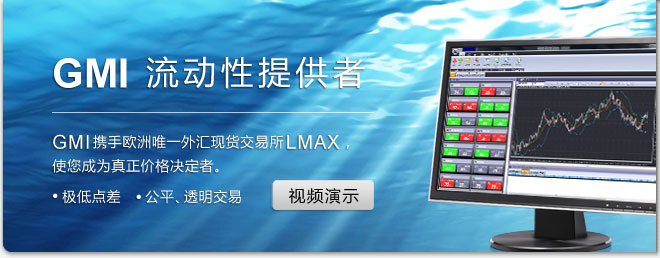 GMI 流动性提供者
GMI携手欧洲唯一外汇现货交易所LMAX，
使您成为真正价格决定者。
• 极低点差 • 公平、透明交易
视频演示